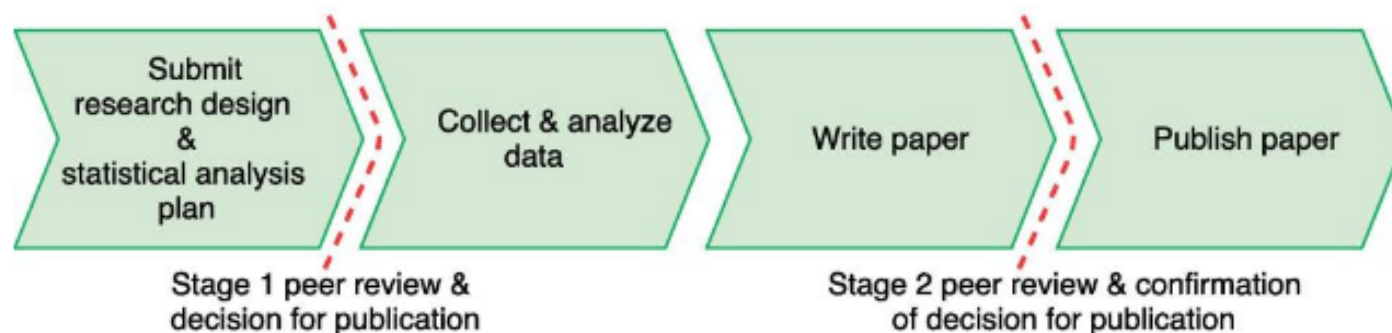 Submit
research design
&
statistical analysis
plan
Collect & analyze
data
Write paper
Publish paper
Stage 1 peer review &
decision for publication
Stage 2 peer review & confirmation
of decision for publication